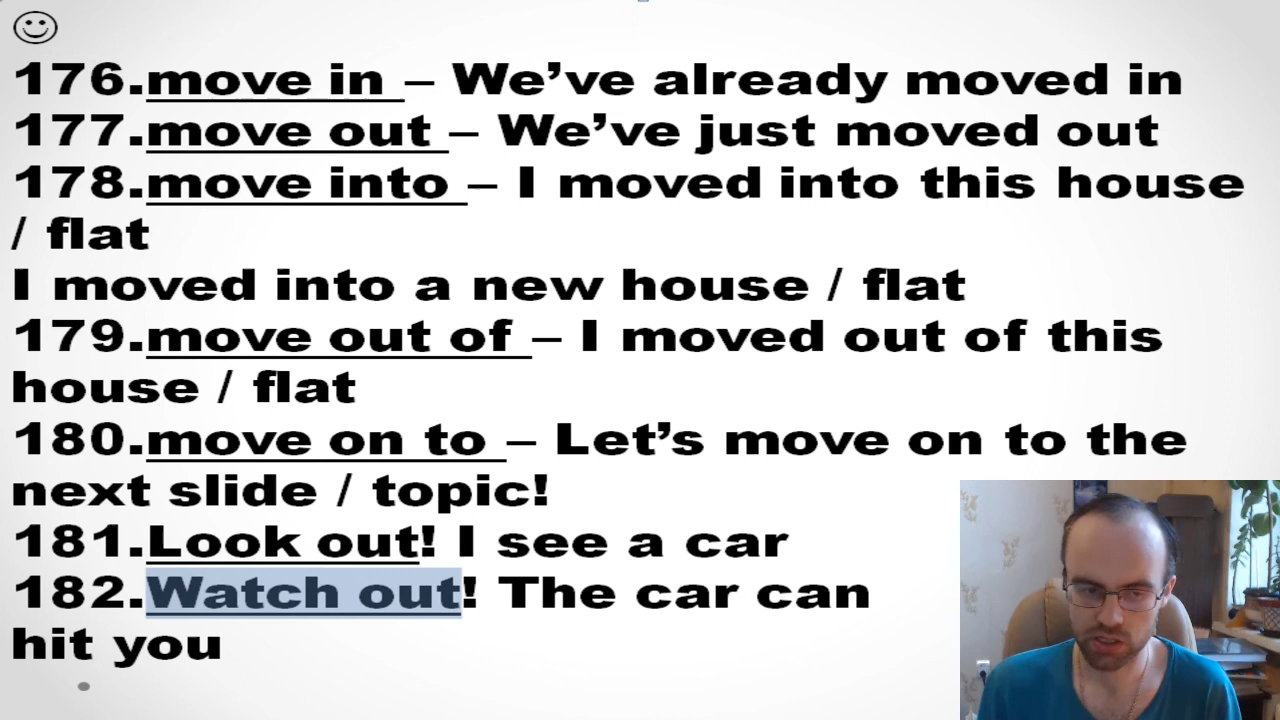 176.move in – We’ve already moved in
177.move out – We’ve just moved out
178.move into – I moved into this house
/ flat
I moved into a new house / flat
179.move out of – I moved out of this
house / flat
180.move on to – Let’s move on to the
next slide / topic!
181.Look out! I see a car
182.Watch out! The car can
hit you